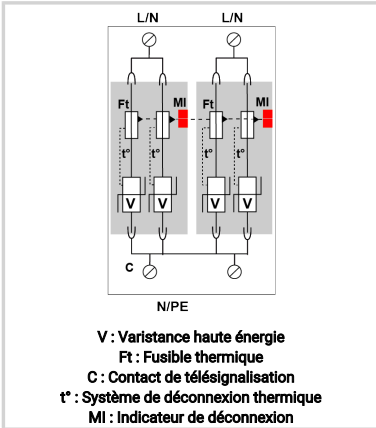 L/N L/N
Ft MI Ft MI
t° t° t° t°
V V V V
C
N/PE
V : Varistance haute énergie
Ft : Fusible thermique
C : Contact de télésignalisation
t° : Système de déconnexion thermique
MI : Indicateur de déconnexion